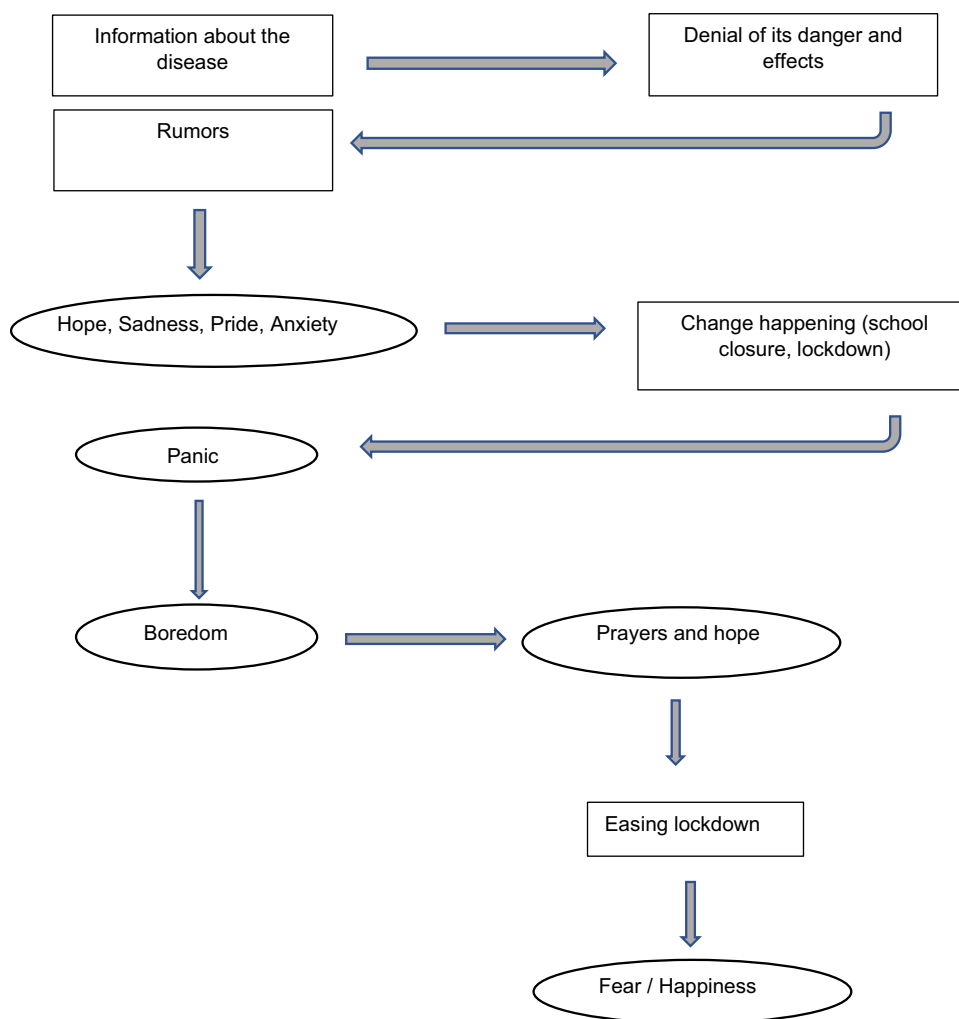 Information about the
disease
Denial of its danger and
effects
Rumors
Hope, Sadness, Pride, Anxiety
Change happening (school
closure, lockdown)
Panic
Boredom
Prayers and hope
Easing lockdown
Fear / Happiness